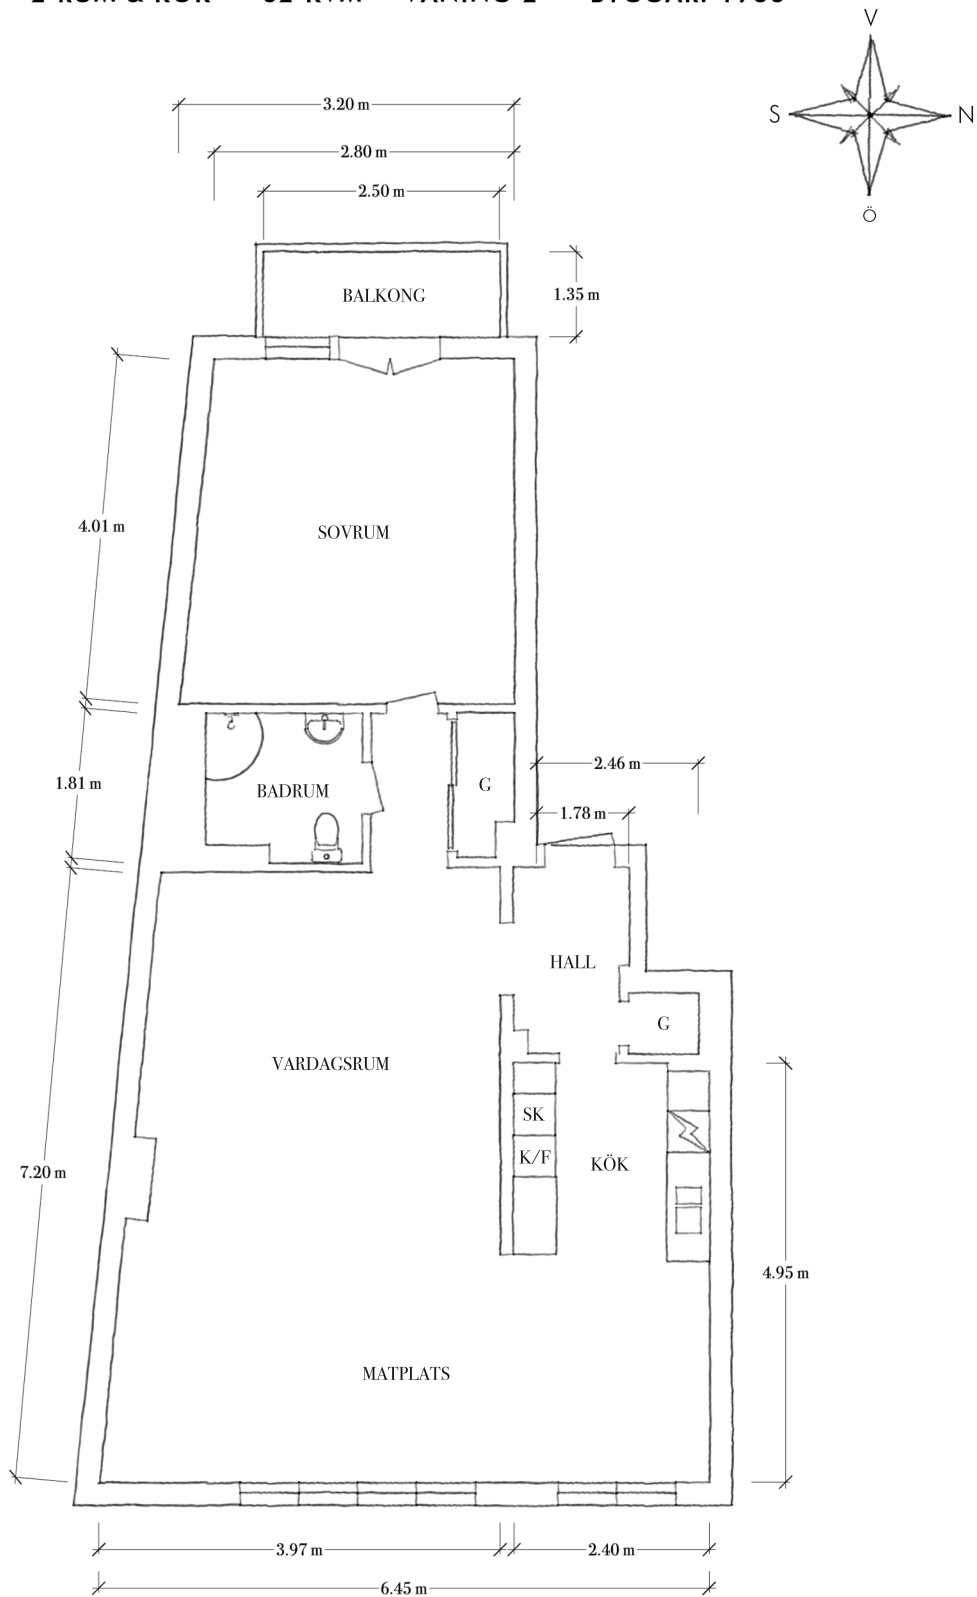 V
S
N
Ö
3.20 m
2.80 m
2.50 m
BALKONG
1.35 m
4.01 m
SOVRUM
2.46 m
1.81 m
BADRUM
G
1.78 m
HALL
G
VARDAGSRUM
SK
K/F
KÖK
7.20 m
4.95 m
MATPLATS
3.97 m
2.40 m
6.45 m